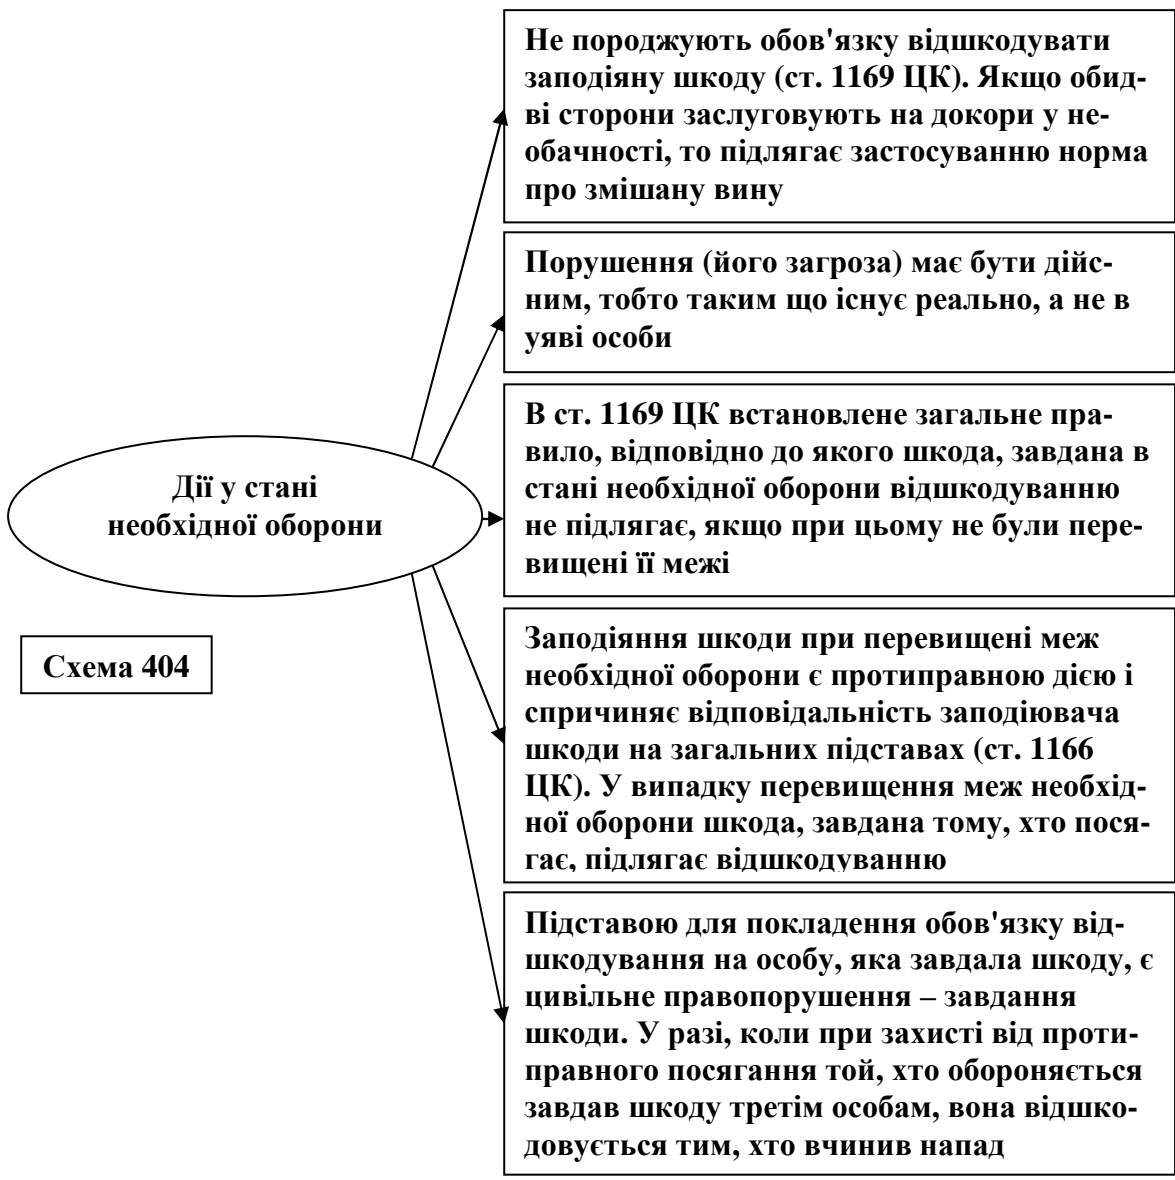 Не породжують обов'язку відшкодувати
заподіяну шкоду (ст. 1169 ЦК). Якщо обид-
ві сторони заслуговують на докори у не-
обачності, то підлягає застосуванню норма
про змішану вину
Порушення (його загроза) має бути дійс-
ним, тобто таким що існує реально, а не в
уяві особи
В ст. 1169 ЦК встановлене загальне пра-
вило, відповідно до якого шкода, завдана в
стані необхідної оборони відшкодуванню
не підлягає, якщо при цьому не були пере-
вищені її межі
Дії у стані
необхідної оборони
Схема 404
Заподіяння шкоди при перевищені меж
необхідної оборони є протиправною дією і
спричиняє відповідальність заподіювача
шкоди на загальних підставах (ст. 1166
ЦК). У випадку перевищення меж необхід-
ної оборони шкода, завдана тому, хто пося-
гає, підлягає відшкодуванню
Підставою для покладення обов'язку від-
шкодування на особу, яка завдала шкоду, є
цивільне правопорушення – завдання
шкоди. У разі, коли при захисті від проти-
правного посягання той, хто обороняється
завдав шкоду третім особам, вона відшко-
довується тим, хто вчинив напад